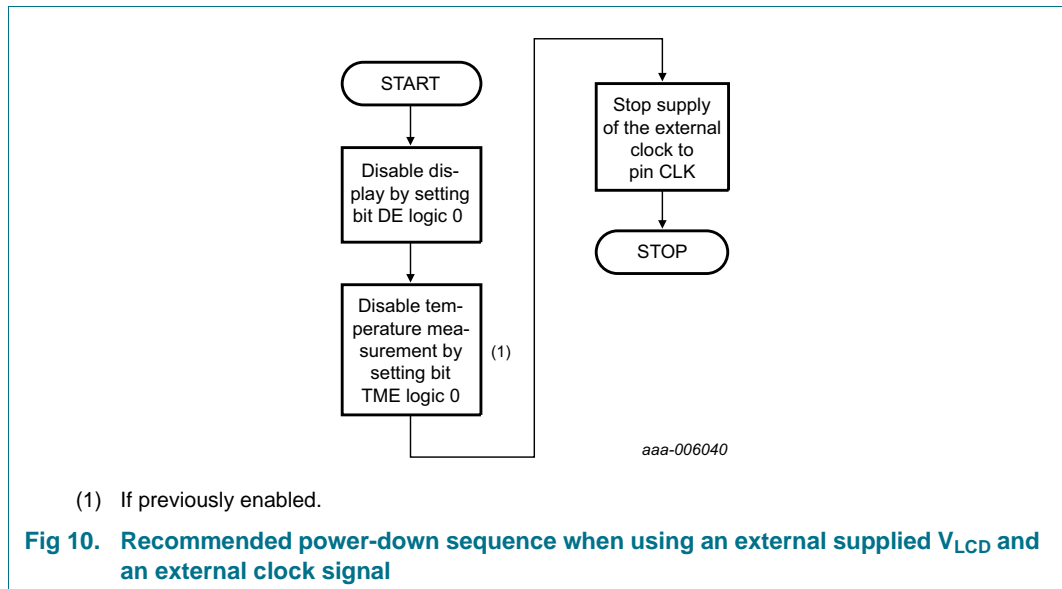 START
Disable dis-
play by setting
bit DE logic 0
Disable tem-
perature mea-
surement by
setting bit
TME logic 0
(1)
Stop supply
of the external
clock to
pin CLK
STOP
aaa-006040
(1) If previously enabled.
Fig 10. Recommended power-down sequence when using an external supplied VLCD and
an external clock signal